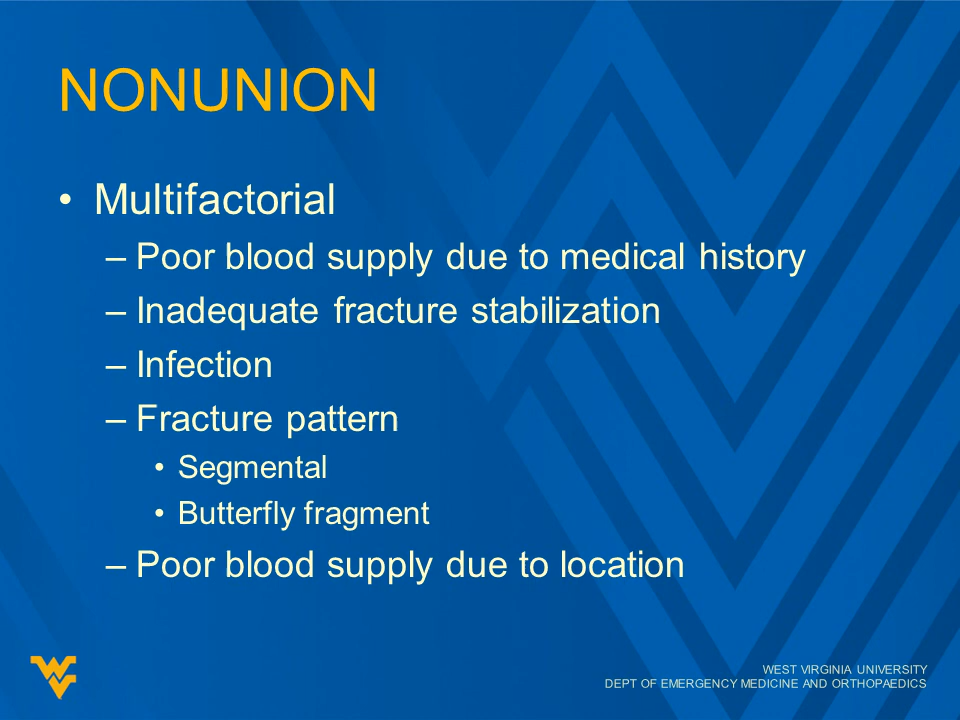 NONUNION
• Multifactorial
– Poor blood supply due to medical history
– Inadequate fracture stabilization
– Infection
– Fracture pattern
• Segmental
• Butterfly fragment
– Poor blood supply due to location
WEST VIRGINIA UNIVERSITY
DEPT OF EMERGENCY MEDICINE AND ORTHOPAEDICS